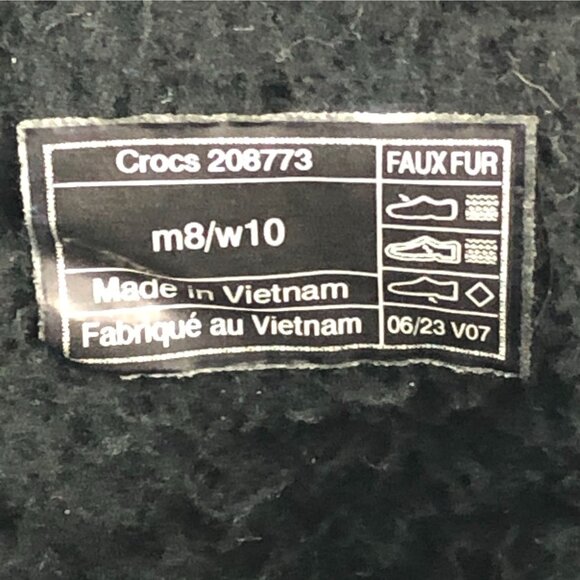 Crocs 208773
FAUX FUR
m8/w10
Made in Vietnam
Fabriqué au Vietnam
06/23 V07